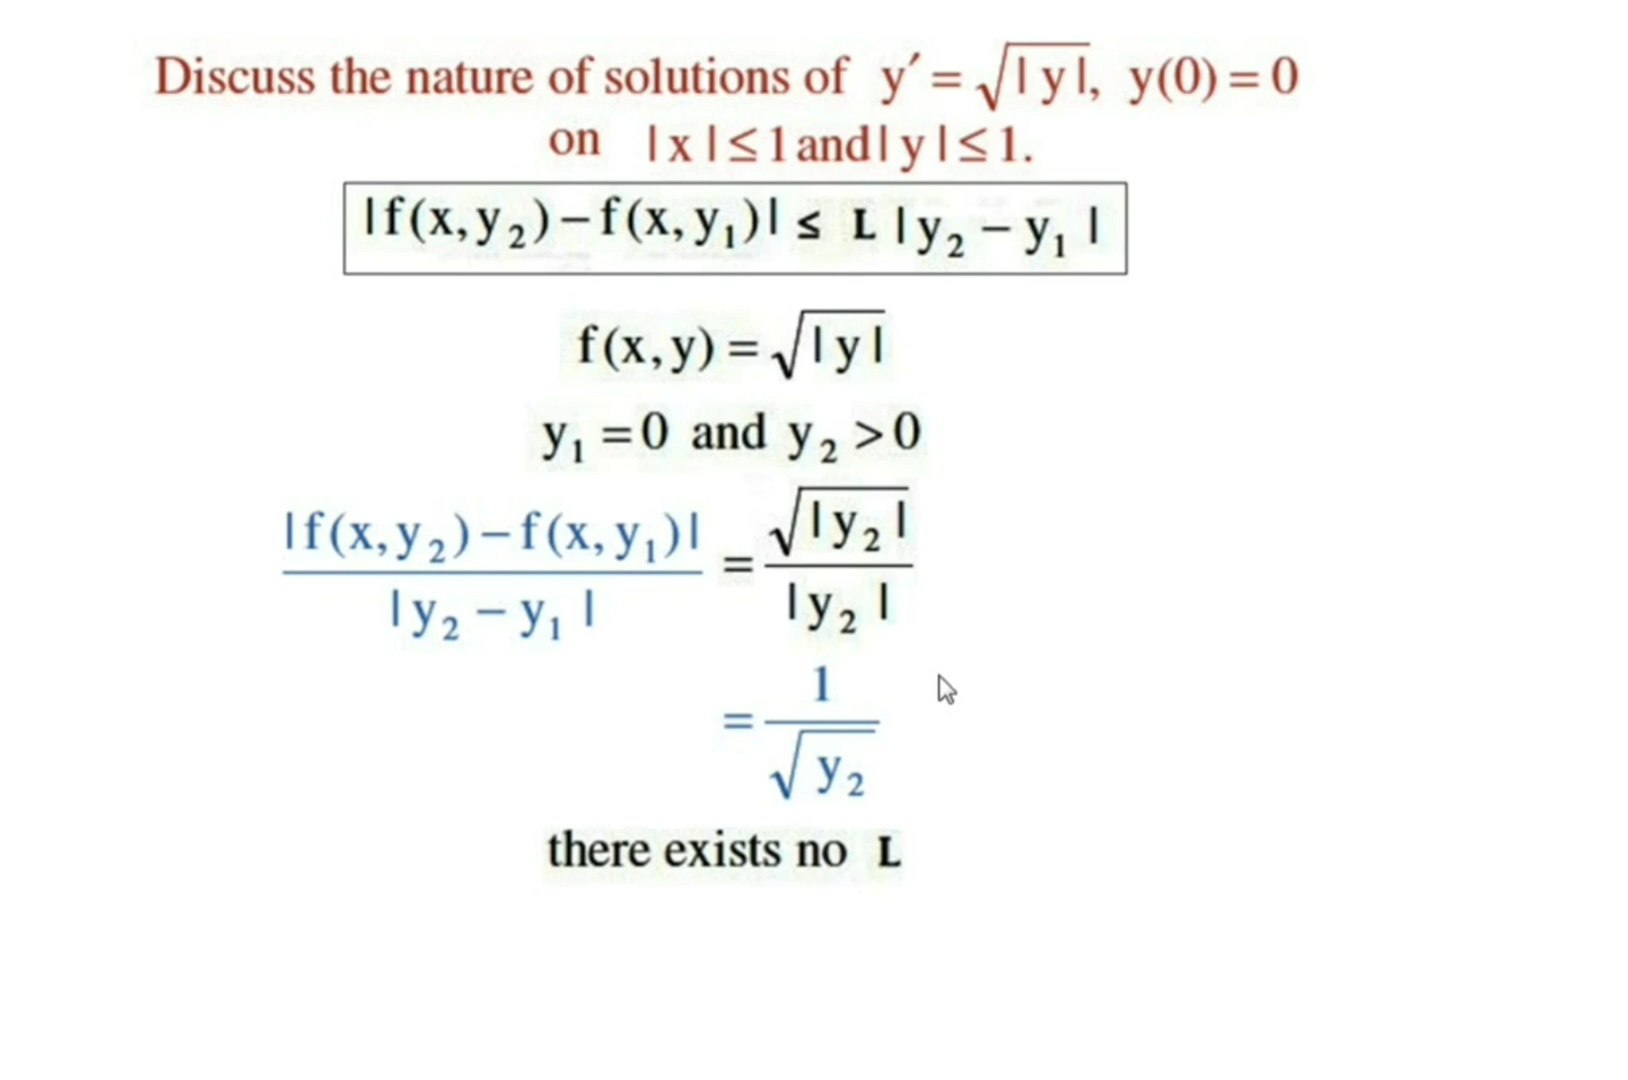 Discuss the nature of solutions of y′ = √|y|, y(0) = 0
on |x| ≤ 1 and |y| ≤ 1.
|f(x, y₂) − f(x, y₁)| ≤ L |y₂ − y₁|
f(x, y) = √|y|
y₁ = 0 and y₂ > 0
|f(x, y₂) − f(x, y₁)| / |y₂ − y₁| = √|y₂| / |y₂|
= 1 / √y₂
there exists no L